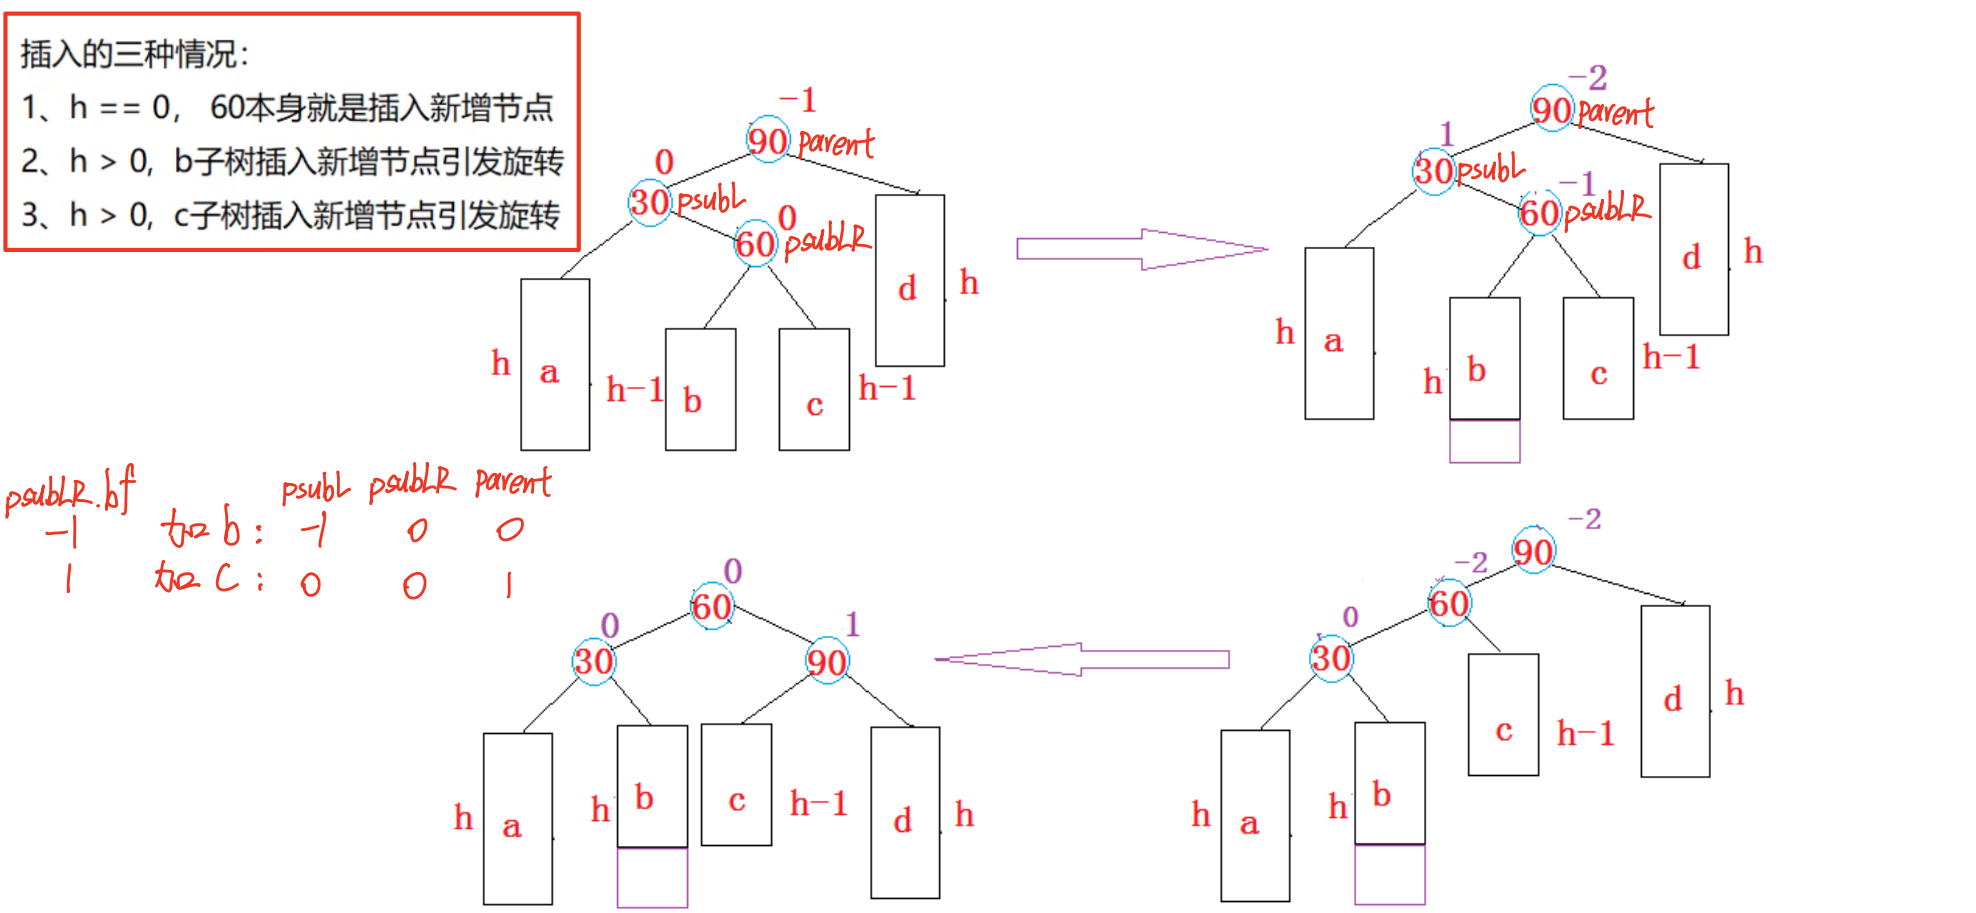 插入的三种情况：
1、h == 0， 60本身就是插入新增节点
2、h > 0, b子树插入新增节点引发旋转
3、h > 0, c子树插入新增节点引发旋转
-1
90 parent
0
30 psubL
0
60 psubLR
d h
h a
h-1 b
c h-1
-2
90 parent
1
30 psubL
-1
60 psubLR
d h
h a
h b
c h-1
psubLR.bf psubL psubLR parent
-1 加b: -1 0 0
1 加c: 0 0 1
0
60
0
30
1
90
h a
h b
c h-1
d h
-2
90
-2
60
0
30
c h-1
d h
h a
h b